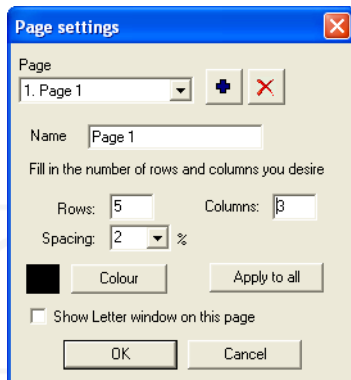 Page settings
Page
1. Page 1
Name Page 1
Fill in the number of rows and columns you desire
Rows: 5 Columns: 3
Spacing: 2 %
Colour Apply to all
Show Letter window on this page
OK Cancel